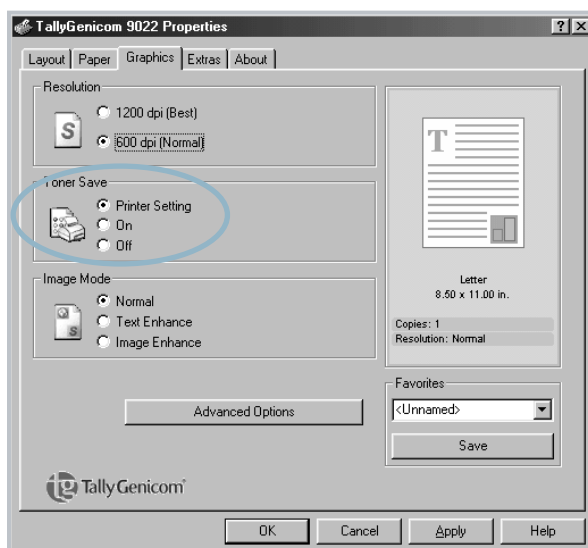 TallyGenicom 9022 Properties
Layout Paper Graphics Extras About
Resolution
S
1200 dpi (Best)
600 dpi (Normal)
Toner Save
Printer Setting
On
Off
Image Mode
S
Normal
Text Enhance
Image Enhance
Advanced Options
T
Letter
8.50 x 11.00 in.
Copies: 1
Resolution: Normal
Favorites
<Unnamed>
Save
tg TallyGenicom
OK Cancel Apply Help